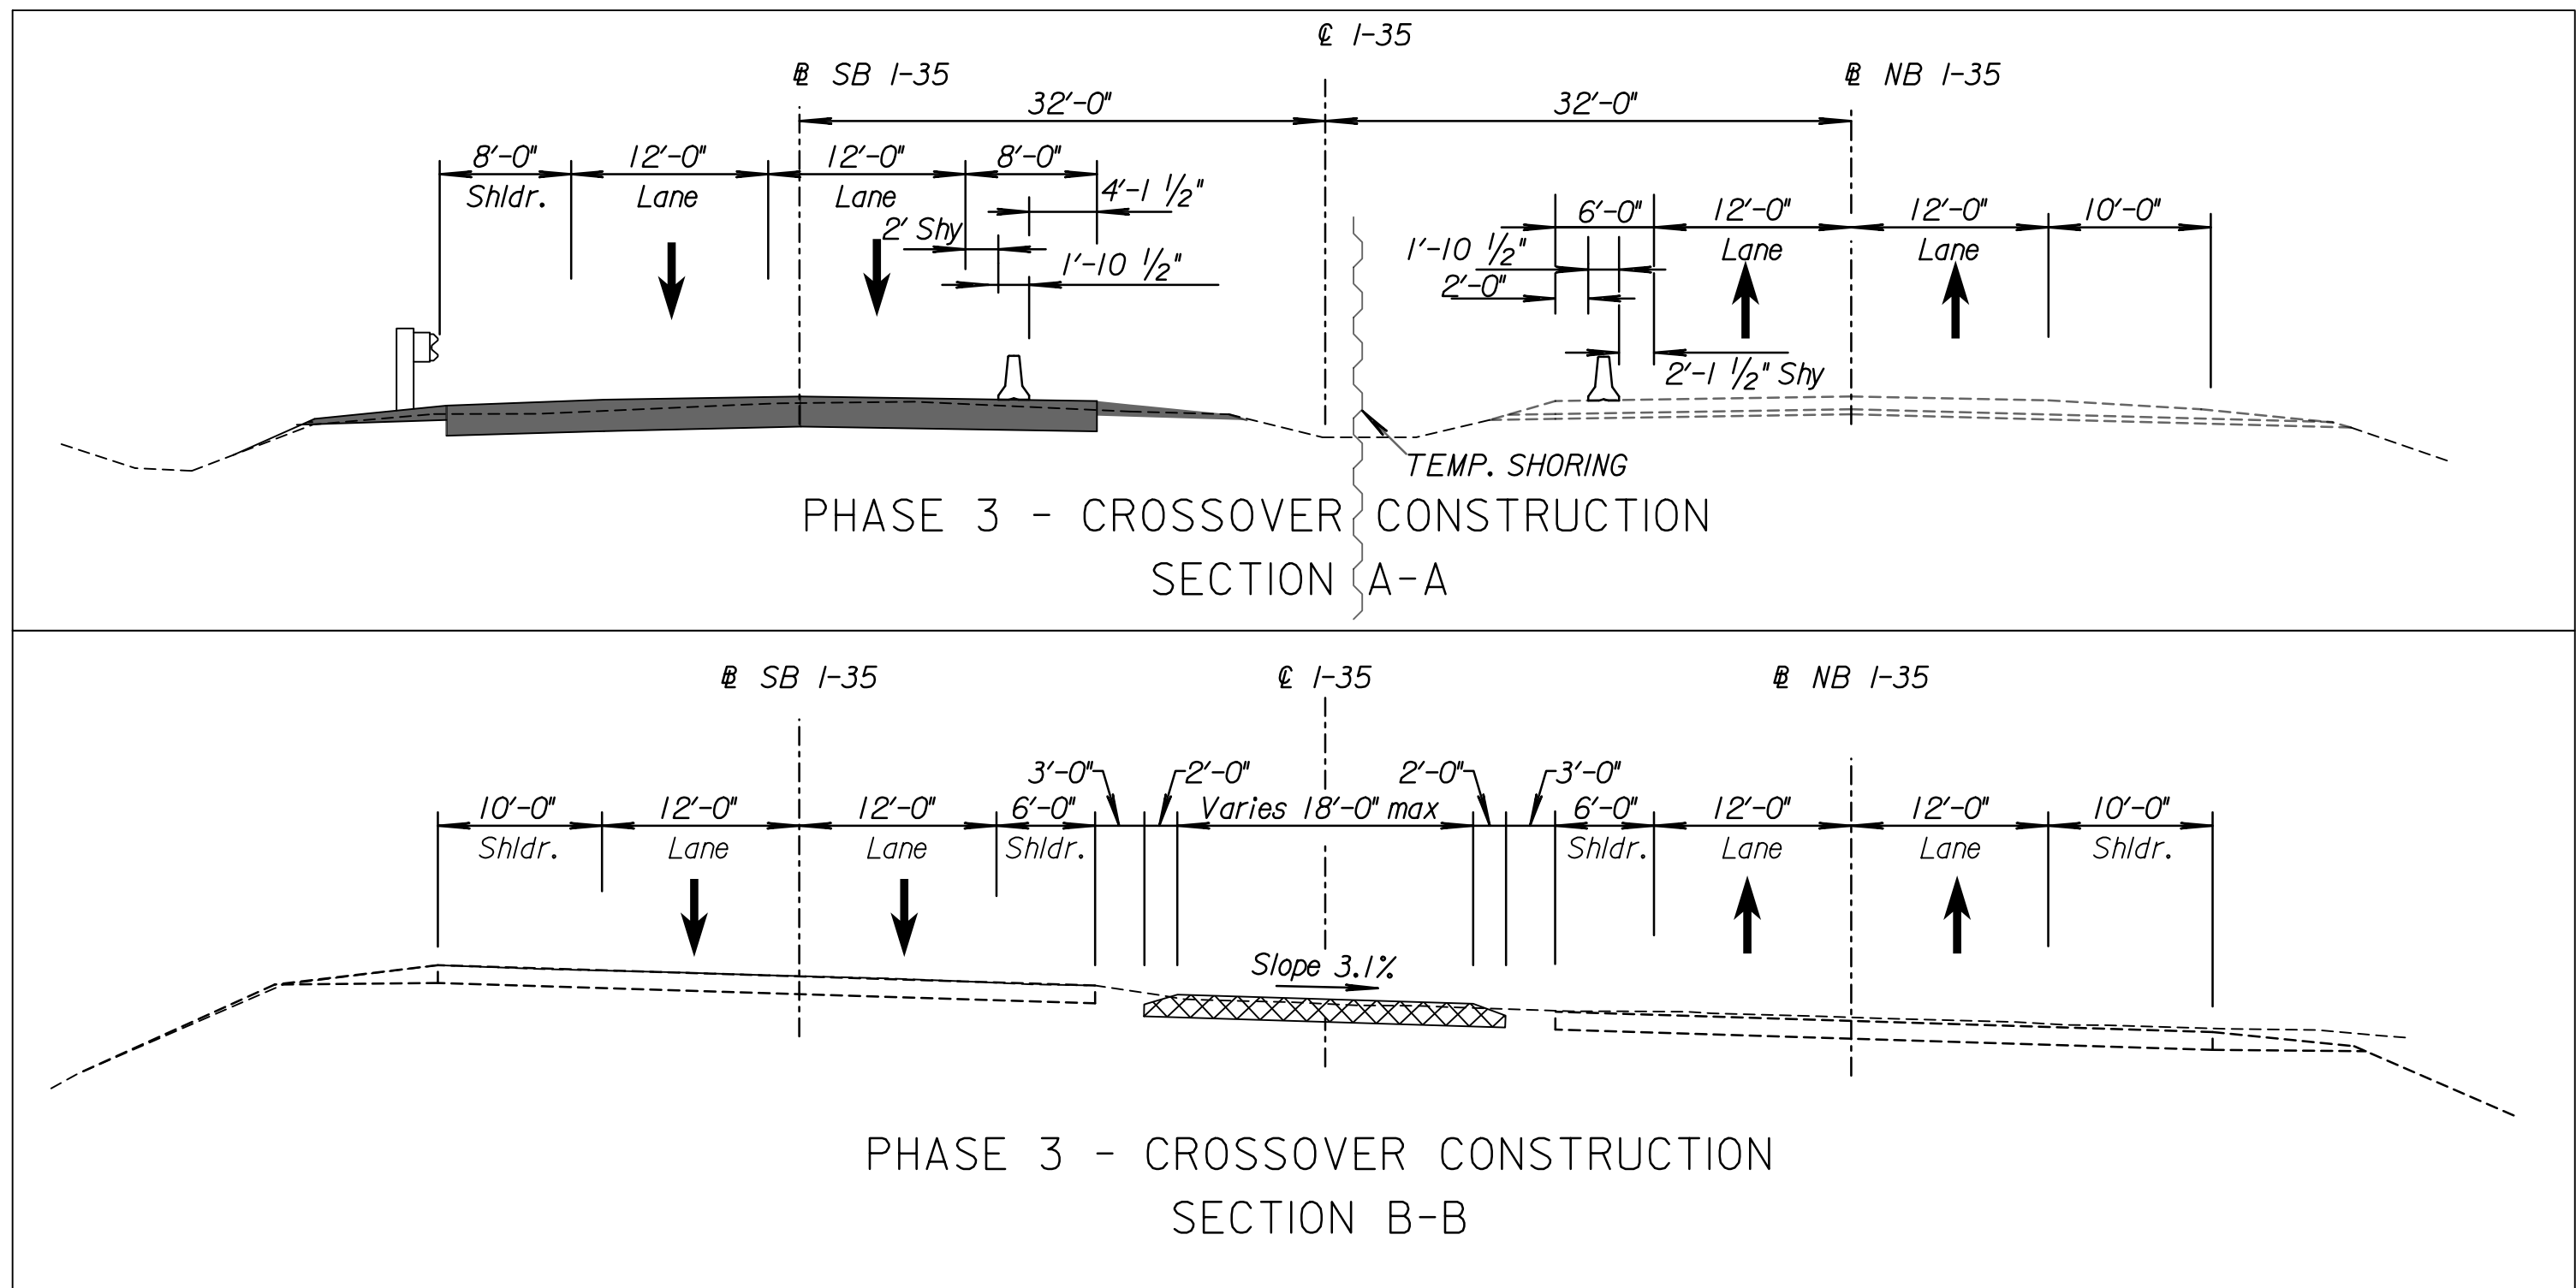 ℄ I-35
⅊ SB I-35
⅊ NB I-35
32'-0" 32'-0"
8'-0" 12'-0" 12'-0" 8'-0"
Shldr. Lane Lane
4'-1 1/2"
2' Shy
1'-10 1/2"
6'-0" 12'-0" 12'-0" 10'-0"
Lane Lane
1'-10 1/2"
2'-0"
2'-1 1/2" Shy
TEMP. SHORING
PHASE 3 - CROSSOVER CONSTRUCTION
SECTION A-A
⅊ SB I-35 ℄ I-35 ⅊ NB I-35
3'-0" 2'-0" 2'-0" 3'-0"
10'-0" 12'-0" 12'-0" 6'-0" Varies 18'-0" max 6'-0" 12'-0" 12'-0" 10'-0"
Shldr. Lane Lane Shldr. Shldr. Lane Lane Shldr.
Slope 3.1%
PHASE 3 - CROSSOVER CONSTRUCTION
SECTION B-B